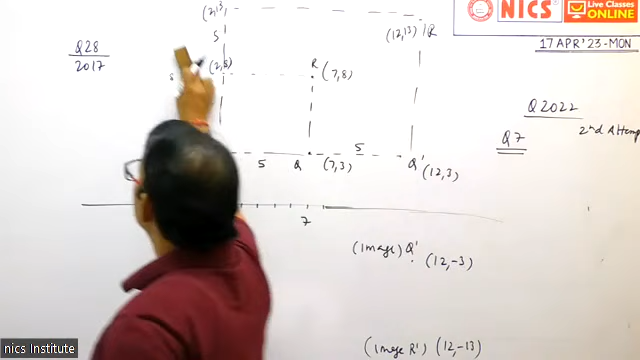 NICS
Live Classes
ONLINE
17 APR'23-MON
(2,13)
5
(12,13) R
Q28
2017
(2,8)
R (7,8)
Q 2022
2nd Attemp
Q7
5 Q (7,3) 5 Q' (12,3)
7
(Image) Q' (12,-3)
(Image R') (12-13)
nics Institute